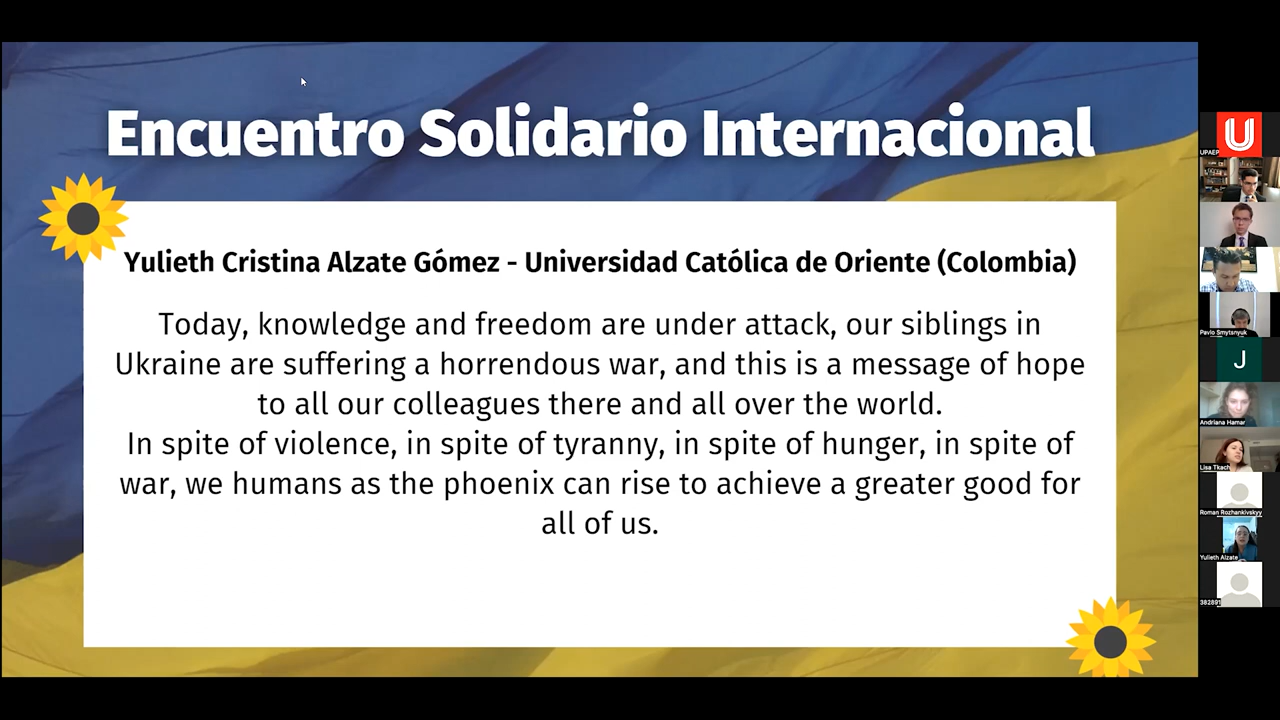 Encuentro Solidario Internacional
Yulieth Cristina Alzate Gómez - Universidad Católica de Oriente (Colombia)
Today, knowledge and freedom are under attack, our siblings in
Ukraine are suffering a horrendous war, and this is a message of hope
to all our colleagues there and all over the world.
In spite of violence, in spite of tyranny, in spite of hunger, in spite of
war, we humans as the phoenix can rise to achieve a greater good for
all of us.
U
UPAEP
Pavlo Smytsnyuk
J
Andriana Hamar
Lisa Tkach
Roman Rozhankivskyy
Yulieth Alzate
382891